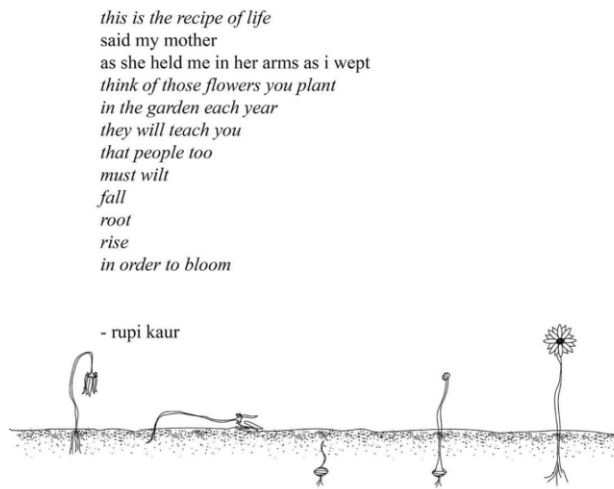 this is the recipe of life
said my mother
as she held me in her arms as i wept
think of those flowers you plant
in the garden each year
they will teach you
that people too
must wilt
fall
root
rise
in order to bloom
- rupi kaur